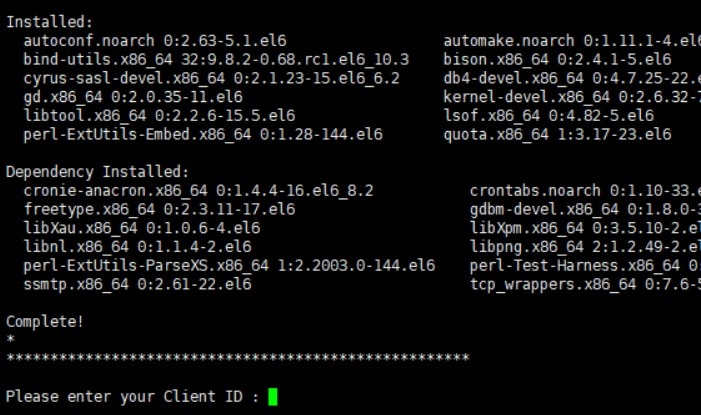 Installed:
autoconf.noarch 0:2.63-5.1.el6 automake.noarch 0:1.11.1-4.el6
bind-utils.x86_64 32:9.8.2-0.68.rc1.el6_10.3 bison.x86_64 0:2.4.1-5.el6
cyrus-sasl-devel.x86_64 0:2.1.23-15.el6_6.2 db4-devel.x86_64 0:4.7.25-22.e
gd.x86_64 0:2.0.35-11.el6 kernel-devel.x86_64 0:2.6.32-7
libtool.x86_64 0:2.2.6-15.5.el6 lsof.x86_64 0:4.82-5.el6
perl-ExtUtils-Embed.x86_64 0:1.28-144.el6 quota.x86_64 1:3.17-23.el6
Dependency Installed:
cronie-anacron.x86_64 0:1.4.4-16.el6_8.2 crontabs.noarch 0:1.10-33.e
freetype.x86_64 0:2.3.11-17.el6 gdbm-devel.x86_64 0:1.8.0-3
libXau.x86_64 0:1.0.6-4.el6 libXpm.x86_64 0:3.5.10-2.el
libnl.x86_64 0:1.1.4-2.el6 libpng.x86_64 2:1.2.49-2.el
perl-ExtUtils-ParseXS.x86_64 1:2.2003.0-144.el6 perl-Test-Harness.x86_64 0:
ssmtp.x86_64 0:2.61-22.el6 tcp_wrappers.x86_64 0:7.6-5
Complete!
*
*****************************************************
Please enter your Client ID :